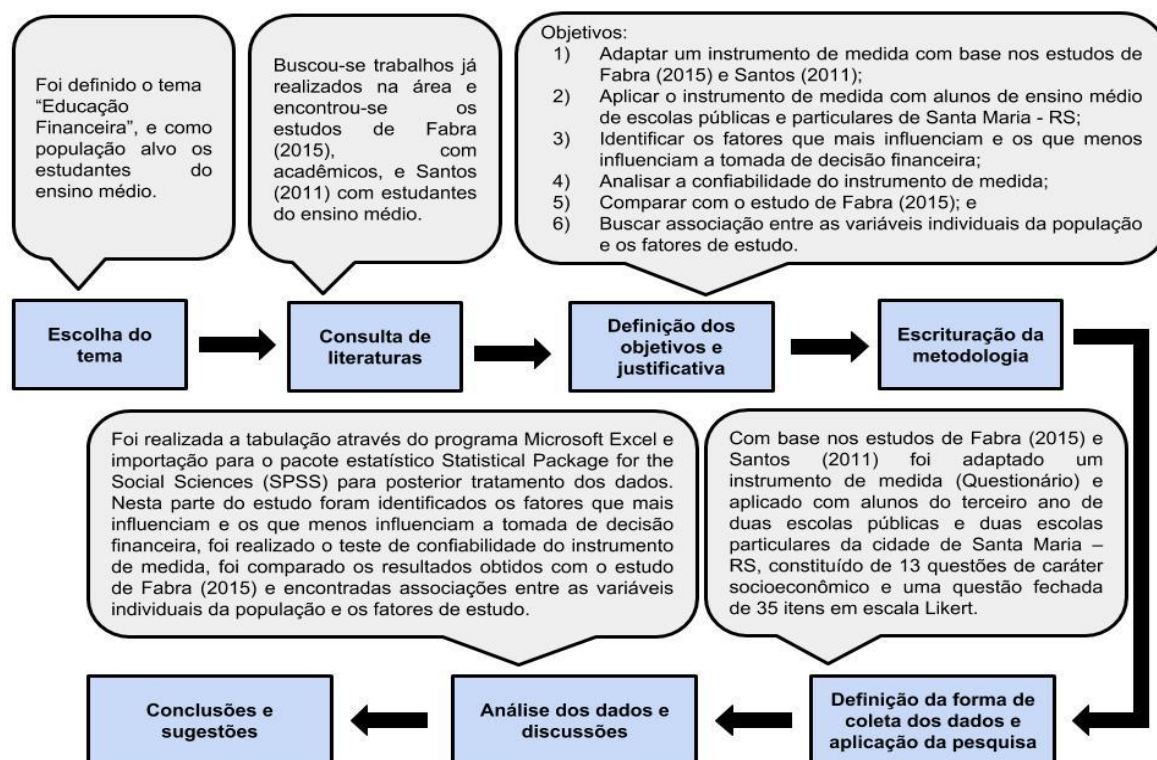 Foi definido o tema
“Educação
Financeira”, e como
população alvo os
estudantes do
ensino médio.
Buscou-se trabalhos já
realizados na área e
encontrou-se os
estudos de Fabra
(2015), com
acadêmicos, e Santos
(2011) com estudantes
do ensino médio.
Objetivos:
1) Adaptar um instrumento de medida com base nos estudos de
Fabra (2015) e Santos (2011);
2) Aplicar o instrumento de medida com alunos de ensino médio
de escolas públicas e particulares de Santa Maria - RS;
3) Identificar os fatores que mais influenciam e os que menos
influenciam a tomada de decisão financeira;
4) Analisar a confiabilidade do instrumento de medida;
5) Comparar com o estudo de Fabra (2015); e
6) Buscar associação entre as variáveis individuais da população
e os fatores de estudo.
Escolha do
tema
Consulta de
literaturas
Definição dos
objetivos e
justificativa
Escrituração da
metodologia
Foi realizada a tabulação através do programa Microsoft Excel e
importação para o pacote estatístico Statistical Package for the
Social Sciences (SPSS) para posterior tratamento dos dados.
Nesta parte do estudo foram identificados os fatores que mais
influenciam e os que menos influenciam a tomada de decisão
financeira, foi realizado o teste de confiabilidade do instrumento
de medida, foi comparado os resultados obtidos com o estudo
de Fabra (2015) e encontradas associações entre as variáveis
individuais da população e os fatores de estudo.
Com base nos estudos de Fabra (2015) e
Santos (2011) foi adaptado um
instrumento de medida (Questionário) e
aplicado com alunos do terceiro ano de
duas escolas públicas e duas escolas
particulares da cidade de Santa Maria –
RS, constituído de 13 questões de caráter
socioeconômico e uma questão fechada
de 35 itens em escala Likert.
Conclusões e
sugestões
Análise dos dados e
discussões
Definição da forma de
coleta dos dados e
aplicação da pesquisa